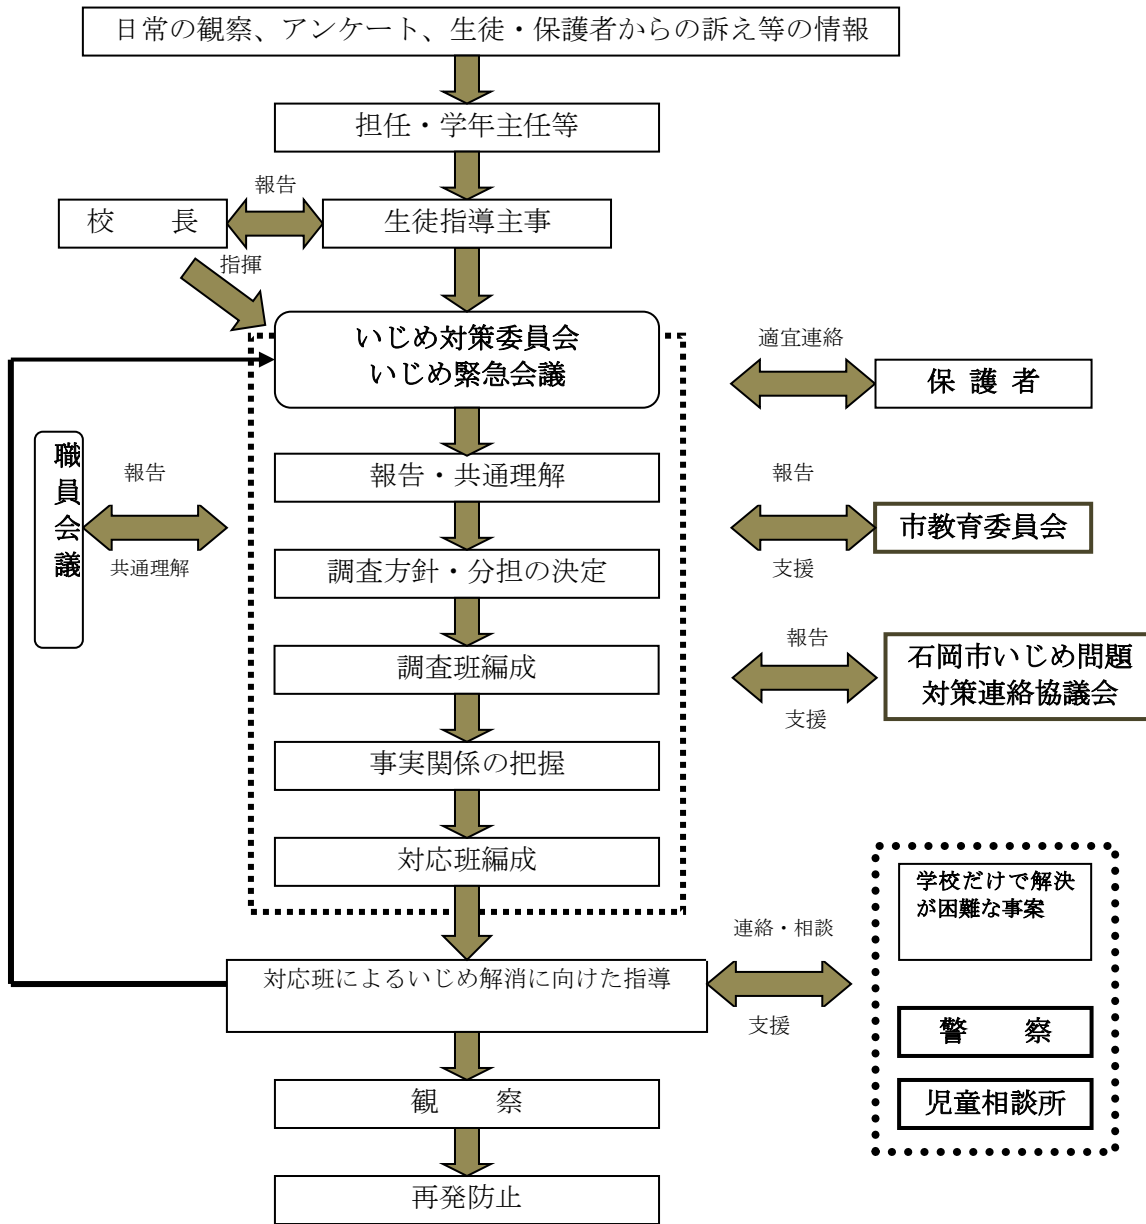 日常の観察、アンケート、生徒・保護者からの訴え等の情報
担任・学年主任等
報告
校　　長
生徒指導主事
指揮
いじめ対策委員会
いじめ緊急会議
適宜連絡
保 護 者
職員会議
報告
共通理解
報告・共通理解
報告
市教育委員会
支援
調査方針・分担の決定
調査班編成
報告
石岡市いじめ問題
対策連絡協議会
支援
事実関係の把握
対応班編成
学校だけで解決
が困難な事案
連絡・相談
対応班によるいじめ解消に向けた指導
支援
警　　察
児童相談所
観　　察
再発防止